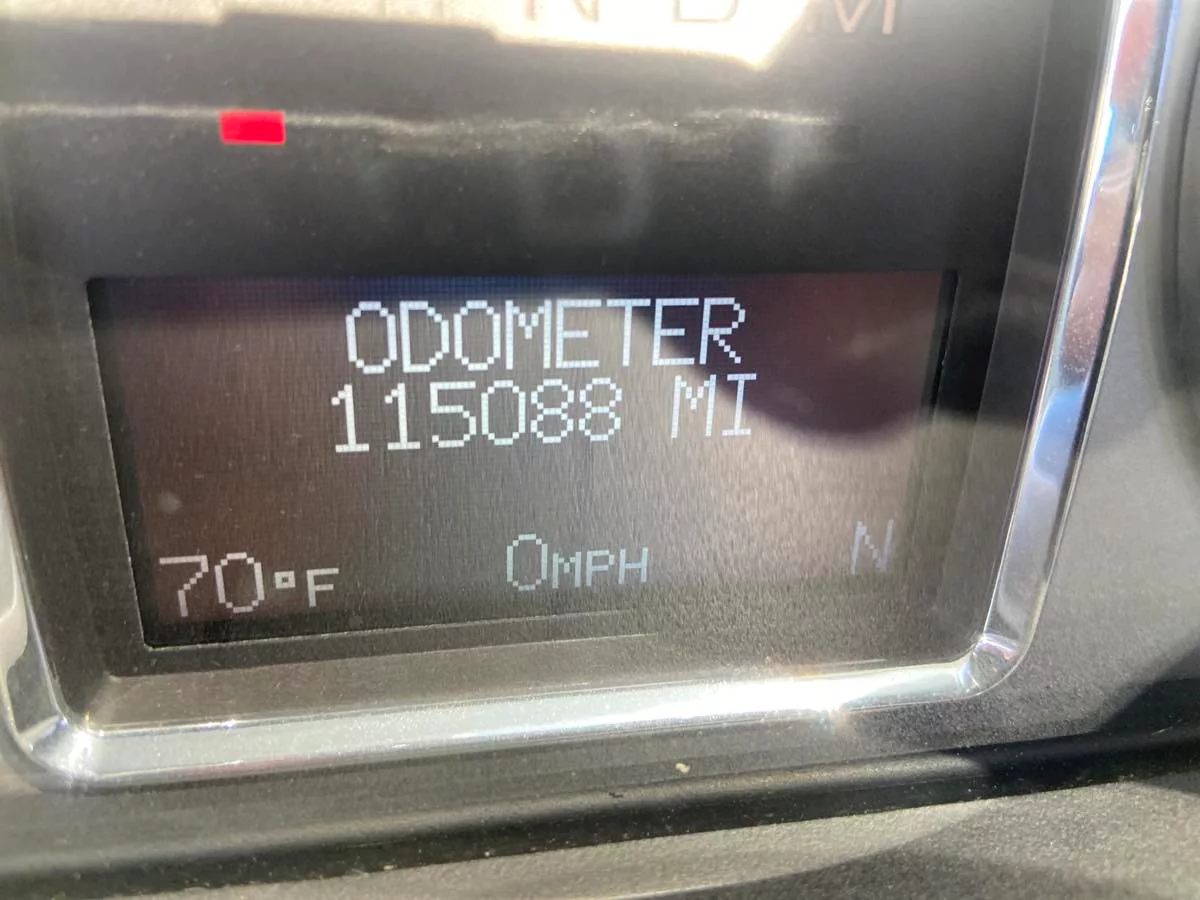 N D M
ODOMETER
115088 MI
70°F 0MPH N